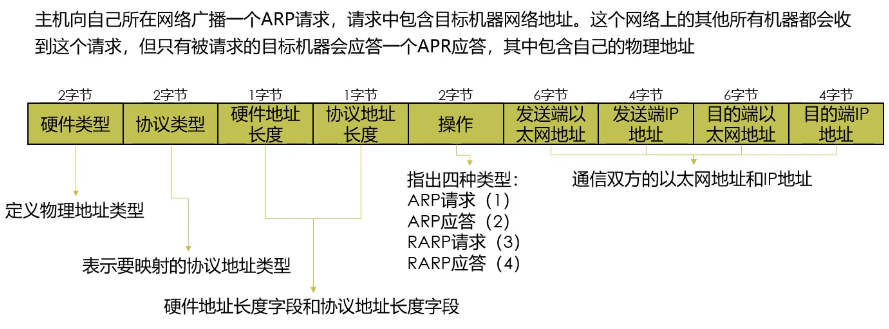 主机向自己所在网络广播一个ARP请求，请求中包含目标机器网络地址。这个网络上的其他所有机器都会收
到这个请求，但只有被请求的目标机器会应答一个APR应答，其中包含自己的物理地址
2字节 2字节 1字节 1字节 2字节 6字节 4字节 6字节 4字节
硬件类型
协议类型
硬件地址
长度
协议地址
长度
操作
发送端以
太网地址
发送端IP
地址
目的端以
太网地址
目的端IP
地址
指出四种类型：
ARP请求（1）
ARP应答（2）
RARP请求（3）
RARP应答（4）
通信双方的以太网地址和IP地址
定义物理地址类型
表示要映射的协议地址类型
硬件地址长度字段和协议地址长度字段